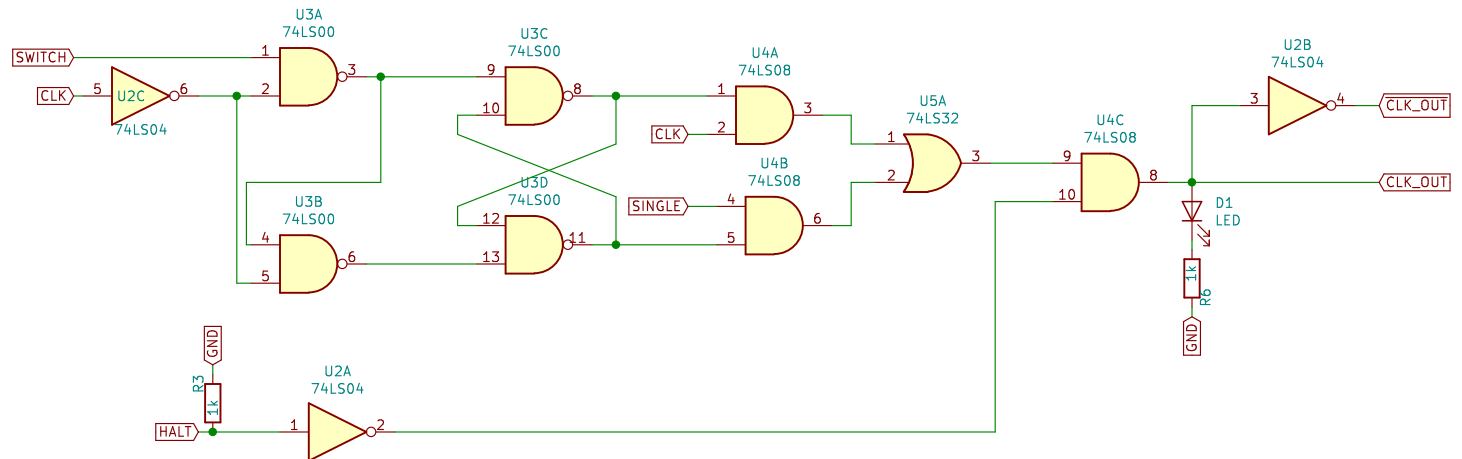 U3A
74LS00
SWITCH
1
2
3
CLK
5
U2C
6
74LS04
U3B
74LS00
4
5
6
U3C
74LS00
9
10
8
U3D
74LS00
12
13
11
U4A
74LS08
1
CLK
2
3
U4B
74LS08
SINGLE
4
5
6
U5A
74LS32
1
2
3
U4C
74LS08
9
10
8
U2B
74LS04
3
4
CLK_OUT
CLK_OUT
D1
LED
1k
R6
GND
GND
R3
1k
HALT
U2A
74LS04
1
2